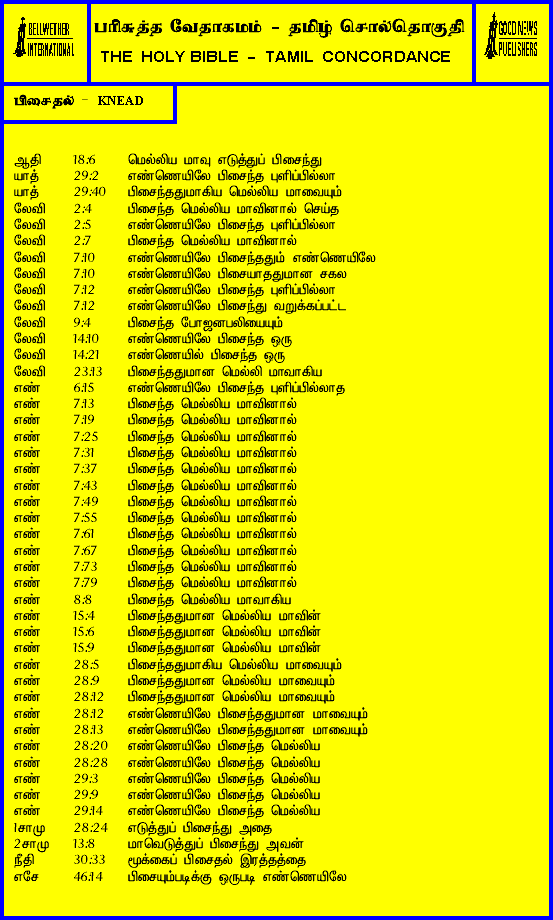 BELLWETHER
INTERNATIONAL
பரிசுத்த வேதாகமம் - தமிழ் சொல்தொகுதி
THE HOLY BIBLE - TAMIL CONCORDANCE
GOOD NEWS
PUBLISHERS
பிசைதல் - KNEAD
ஆதி 18:6 மெல்லிய மாவு எடுத்துப் பிசைந்து
யாத் 29:2 எண்ணெயிலே பிசைந்த புளிப்பில்லா
யாத் 29:40 பிசைந்ததுமாகிய மெல்லிய மாவையும்
லேவி 2:4 பிசைந்த மெல்லிய மாவினால் செய்த
லேவி 2:5 எண்ணெயிலே பிசைந்த புளிப்பில்லா
லேவி 2:7 பிசைந்த மெல்லிய மாவினால்
லேவி 7:10 எண்ணெயிலே பிசைந்ததும் எண்ணெயிலே
லேவி 7:10 எண்ணெயிலே பிசையாததுமான சகல
லேவி 7:12 எண்ணெயிலே பிசைந்த புளிப்பில்லா
லேவி 7:12 எண்ணெயிலே பிசைந்து வறுக்கப்பட்ட
லேவி 9:4 பிசைந்த போஜனபலியையும்
லேவி 14:10 எண்ணெயிலே பிசைந்த ஒரு
லேவி 14:21 எண்ணெயில் பிசைந்த ஒரு
லேவி 23:13 பிசைந்ததுமான மெல்லி மாவாகிய
எண் 6:15 எண்ணெயிலே பிசைந்த புளிப்பில்லாத
எண் 7:13 பிசைந்த மெல்லிய மாவினால்
எண் 7:19 பிசைந்த மெல்லிய மாவினால்
எண் 7:25 பிசைந்த மெல்லிய மாவினால்
எண் 7:31 பிசைந்த மெல்லிய மாவினால்
எண் 7:37 பிசைந்த மெல்லிய மாவினால்
எண் 7:43 பிசைந்த மெல்லிய மாவினால்
எண் 7:49 பிசைந்த மெல்லிய மாவினால்
எண் 7:55 பிசைந்த மெல்லிய மாவினால்
எண் 7:61 பிசைந்த மெல்லிய மாவினால்
எண் 7:67 பிசைந்த மெல்லிய மாவினால்
எண் 7:73 பிசைந்த மெல்லிய மாவினால்
எண் 7:79 பிசைந்த மெல்லிய மாவினால்
எண் 8:8 பிசைந்த மெல்லிய மாவாகிய
எண் 15:4 பிசைந்ததுமான மெல்லிய மாவின்
எண் 15:6 பிசைந்ததுமான மெல்லிய மாவின்
எண் 15:9 பிசைந்ததுமான மெல்லிய மாவின்
எண் 28:5 பிசைந்ததுமாகிய மெல்லிய மாவையும்
எண் 28:9 பிசைந்ததுமான மெல்லிய மாவையும்
எண் 28:12 பிசைந்ததுமான மெல்லிய மாவையும்
எண் 28:12 எண்ணெயிலே பிசைந்ததுமான மாவையும்
எண் 28:13 எண்ணெயிலே பிசைந்ததுமான மாவையும்
எண் 28:20 எண்ணெயிலே பிசைந்த மெல்லிய
எண் 28:28 எண்ணெயிலே பிசைந்த மெல்லிய
எண் 29:3 எண்ணெயிலே பிசைந்த மெல்லிய
எண் 29:9 எண்ணெயிலே பிசைந்த மெல்லிய
எண் 29:14 எண்ணெயிலே பிசைந்த மெல்லிய
1சாமு 28:24 எடுத்துப் பிசைந்து அதை
2சாமு 13:8 மாவெடுத்துப் பிசைந்து அவன்
நீதி 30:33 மூக்கைப் பிசைதல் இரத்தத்தை
எசே 46:14 பிசையும்படிக்கு ஒருபடி எண்ணெயிலே